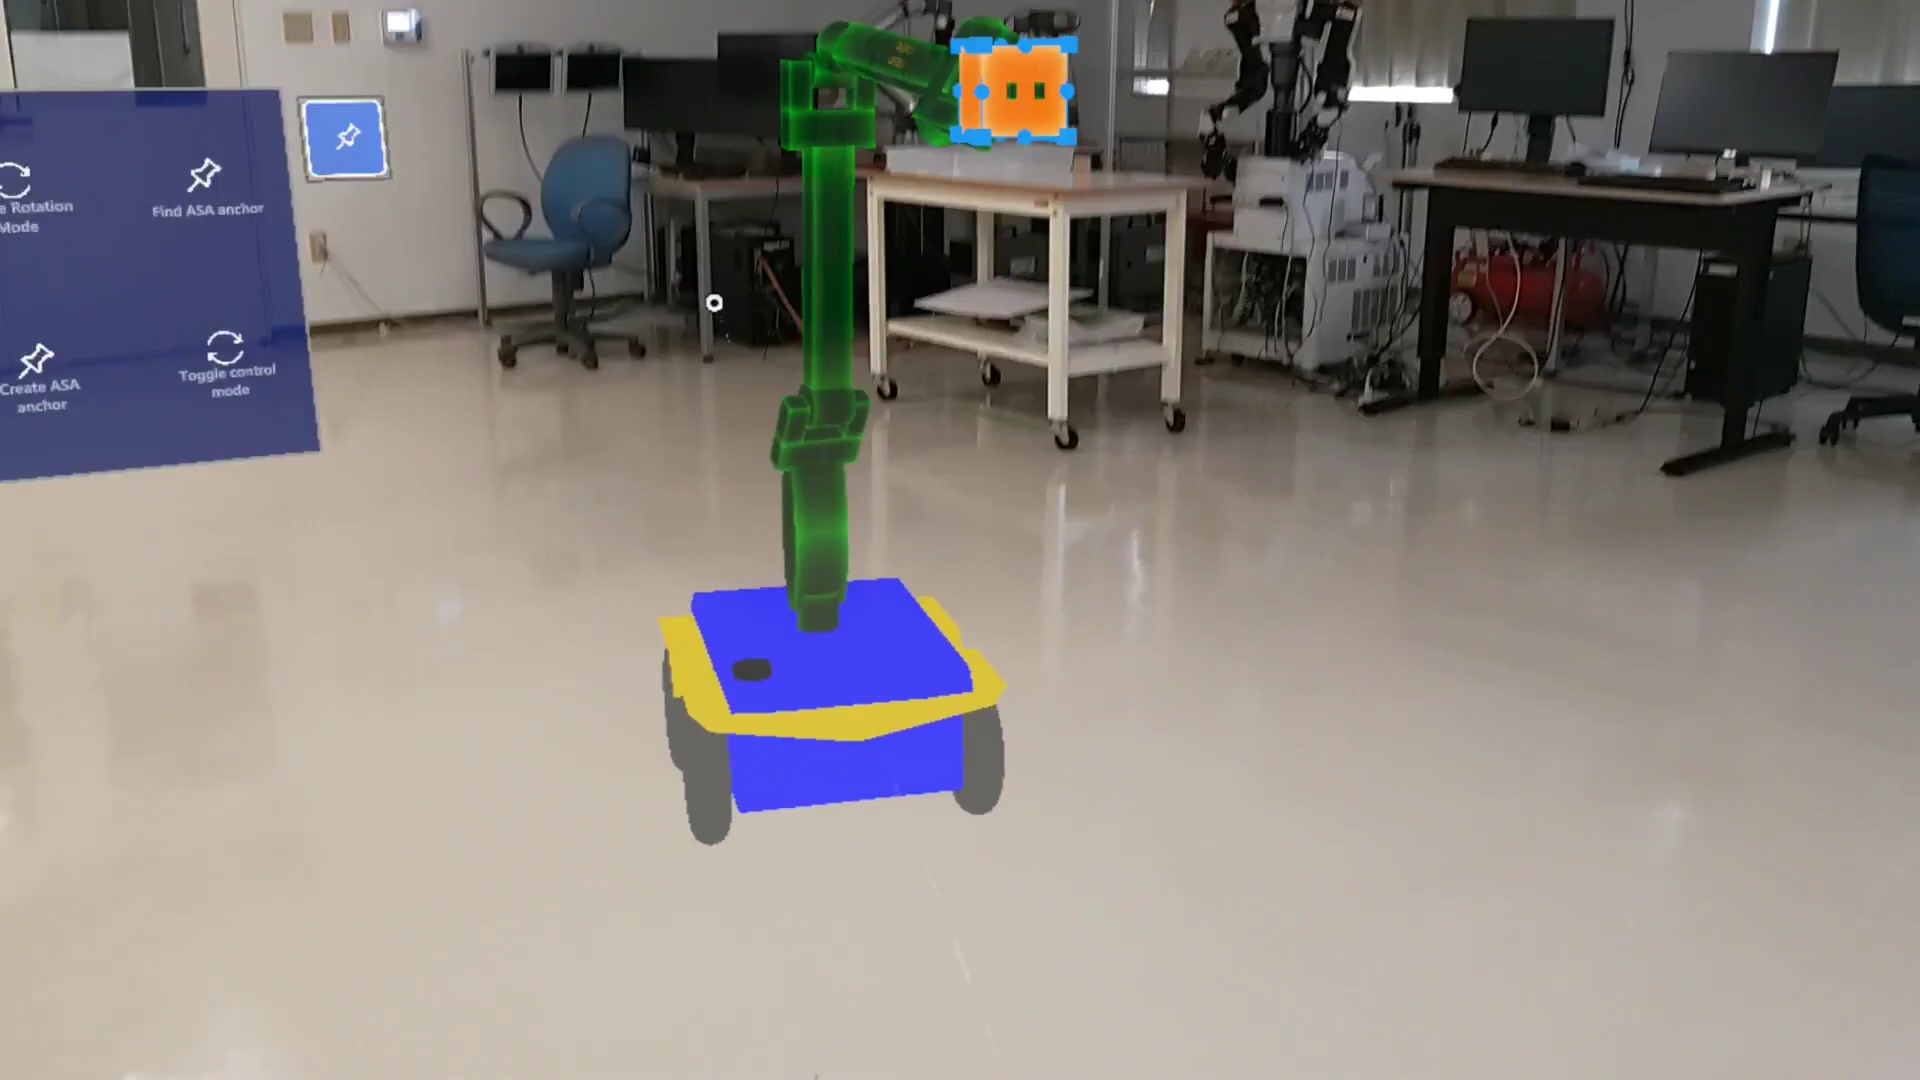 e Rotation
Mode
Find ASA anchor
Create ASA
anchor
Toggle control
mode